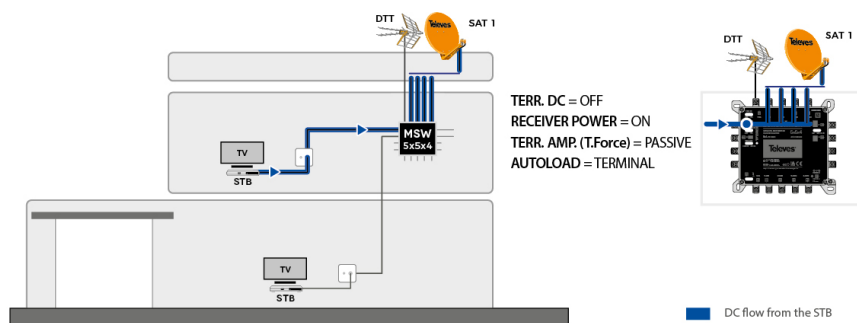 DTT
SAT 1
Televes
MSW
5x5x4
TV
STB
TV
STB
TERR. DC = OFF
RECEIVER POWER = ON
TERR. AMP. (T.Force) = PASSIVE
AUTOLOAD = TERMINAL
DTT
SAT 1
Televes
Televes
DC flow from the STB